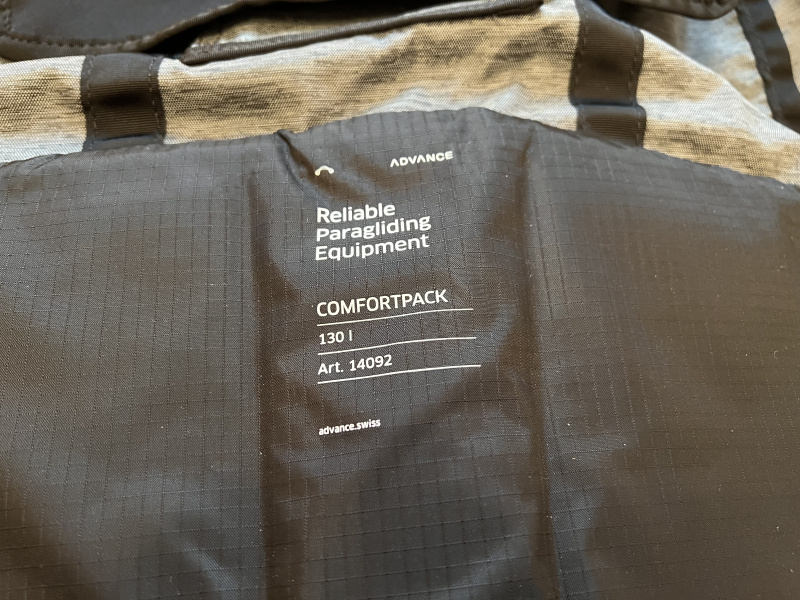 ADVANCE
Reliable
Paragliding
Equipment
COMFORTPACK
130 l
Art. 14092
advance.swiss